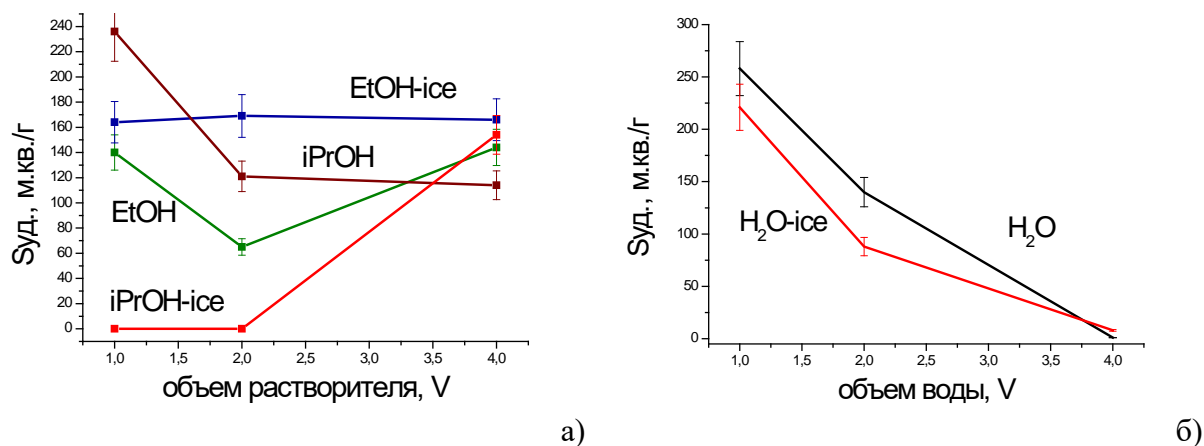 Sуд., м.кв./г
240
220
200
180
160
140
120
100
80
60
40
20
0
EtOH-ice
iPrOH
EtOH
iPrOH-ice
1,0
1,5
2,0
2,5
3,0
3,5
4,0
объем растворителя, V
а)
Sуд., м.кв./г
300
250
200
150
100
50
0
H₂O-ice
H₂O
1,0
1,5
2,0
2,5
3,0
3,5
4,0
объем воды, V
б)